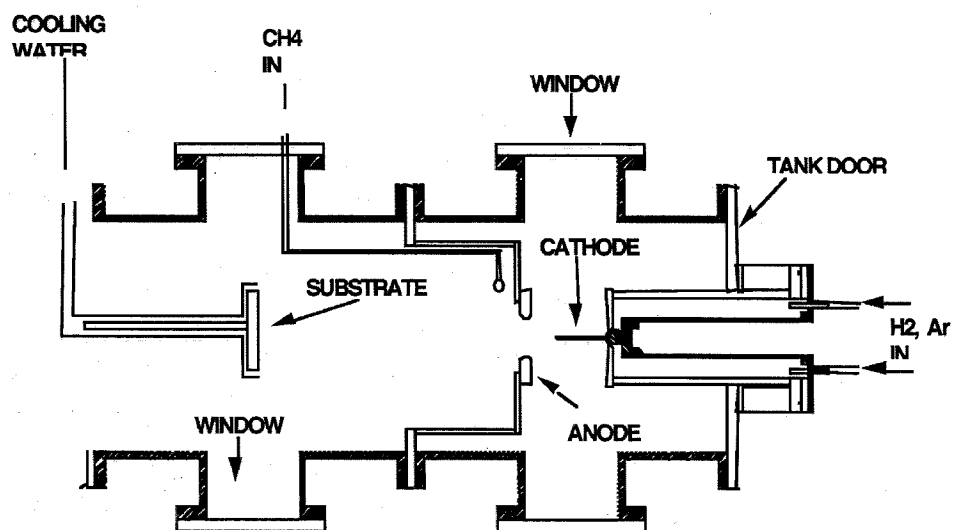 COOLING
WATER
CH4
IN
WINDOW
TANK DOOR
CATHODE
SUBSTRATE
H2, Ar
IN
WINDOW
ANODE